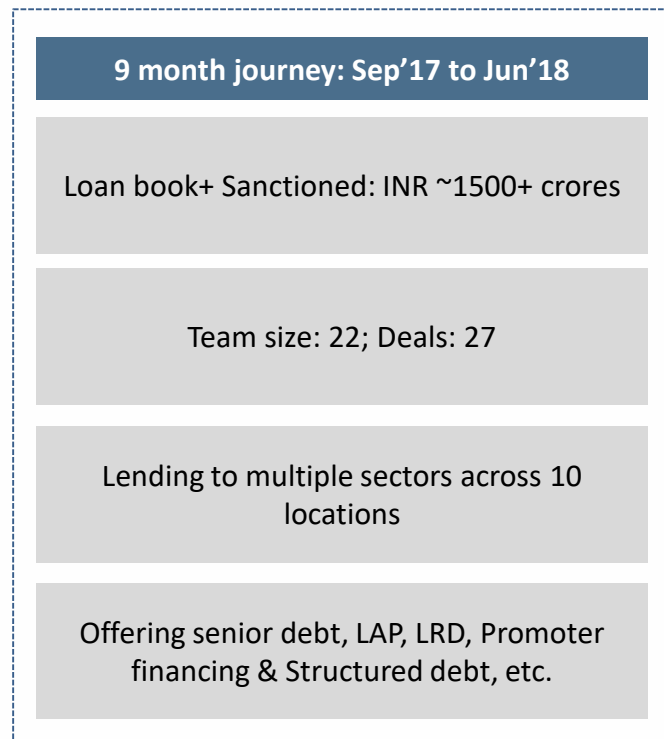 9 month journey: Sep’17 to Jun’18
Loan book+ Sanctioned: INR ~1500+ crores
Team size: 22; Deals: 27
Lending to multiple sectors across 10
locations
Offering senior debt, LAP, LRD, Promoter
financing & Structured debt, etc.